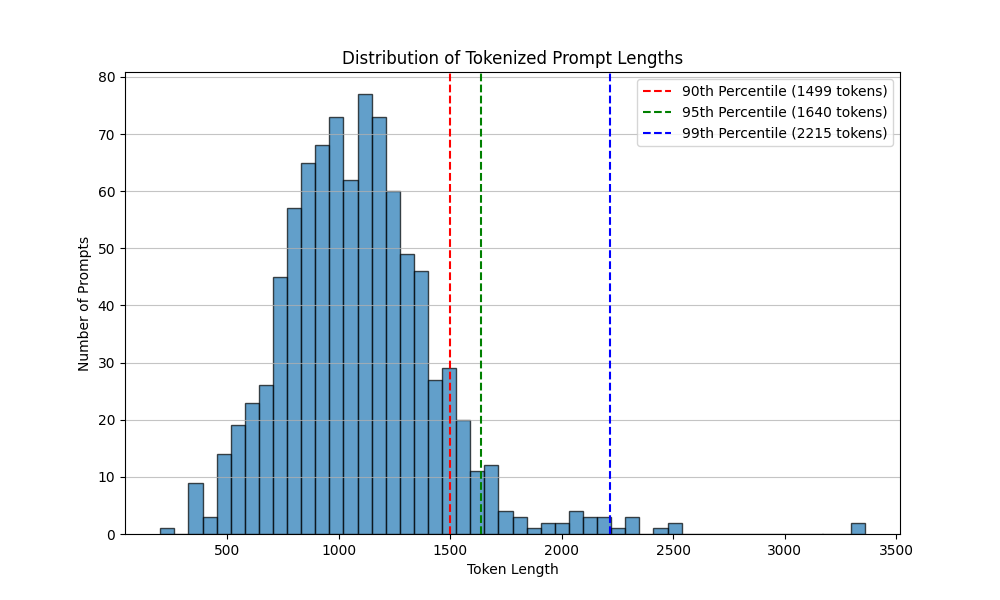 Distribution of Tokenized Prompt Lengths
90th Percentile (1499 tokens)
95th Percentile (1640 tokens)
99th Percentile (2215 tokens)
Number of Prompts
80
70
60
50
40
30
20
10
0
500
1000
1500
2000
2500
3000
3500
Token Length